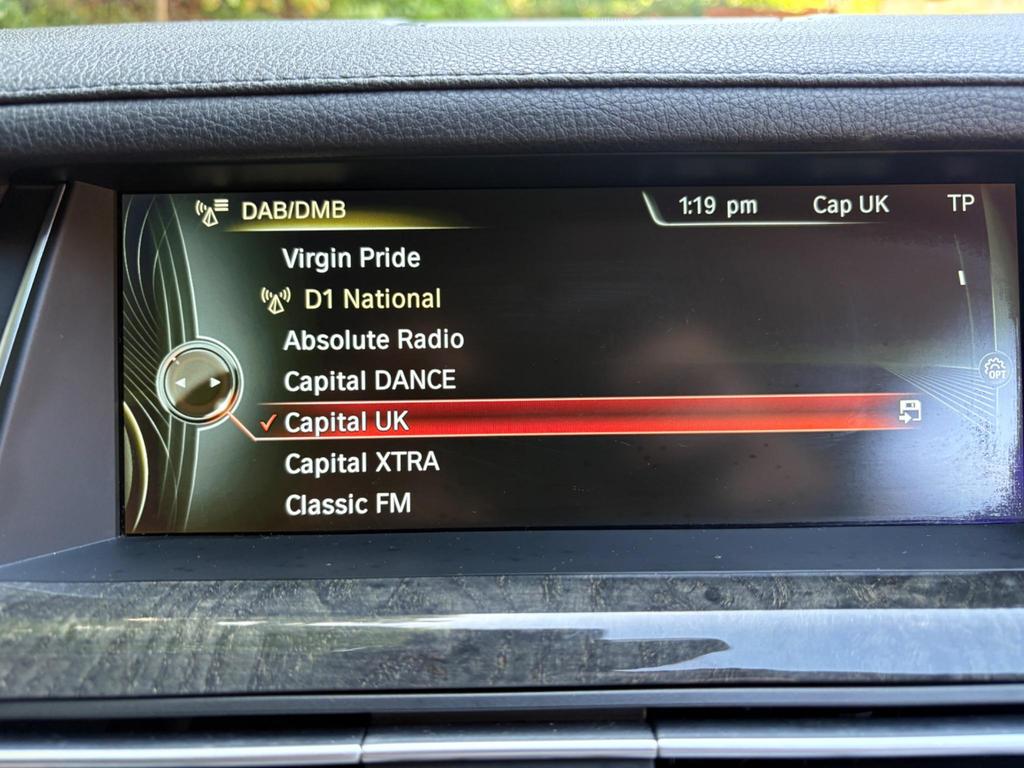 DAB/DMB 1:19 pm Cap UK TP
Virgin Pride
D1 National
Absolute Radio
Capital DANCE
OPT
Capital UK
Capital XTRA
Classic FM